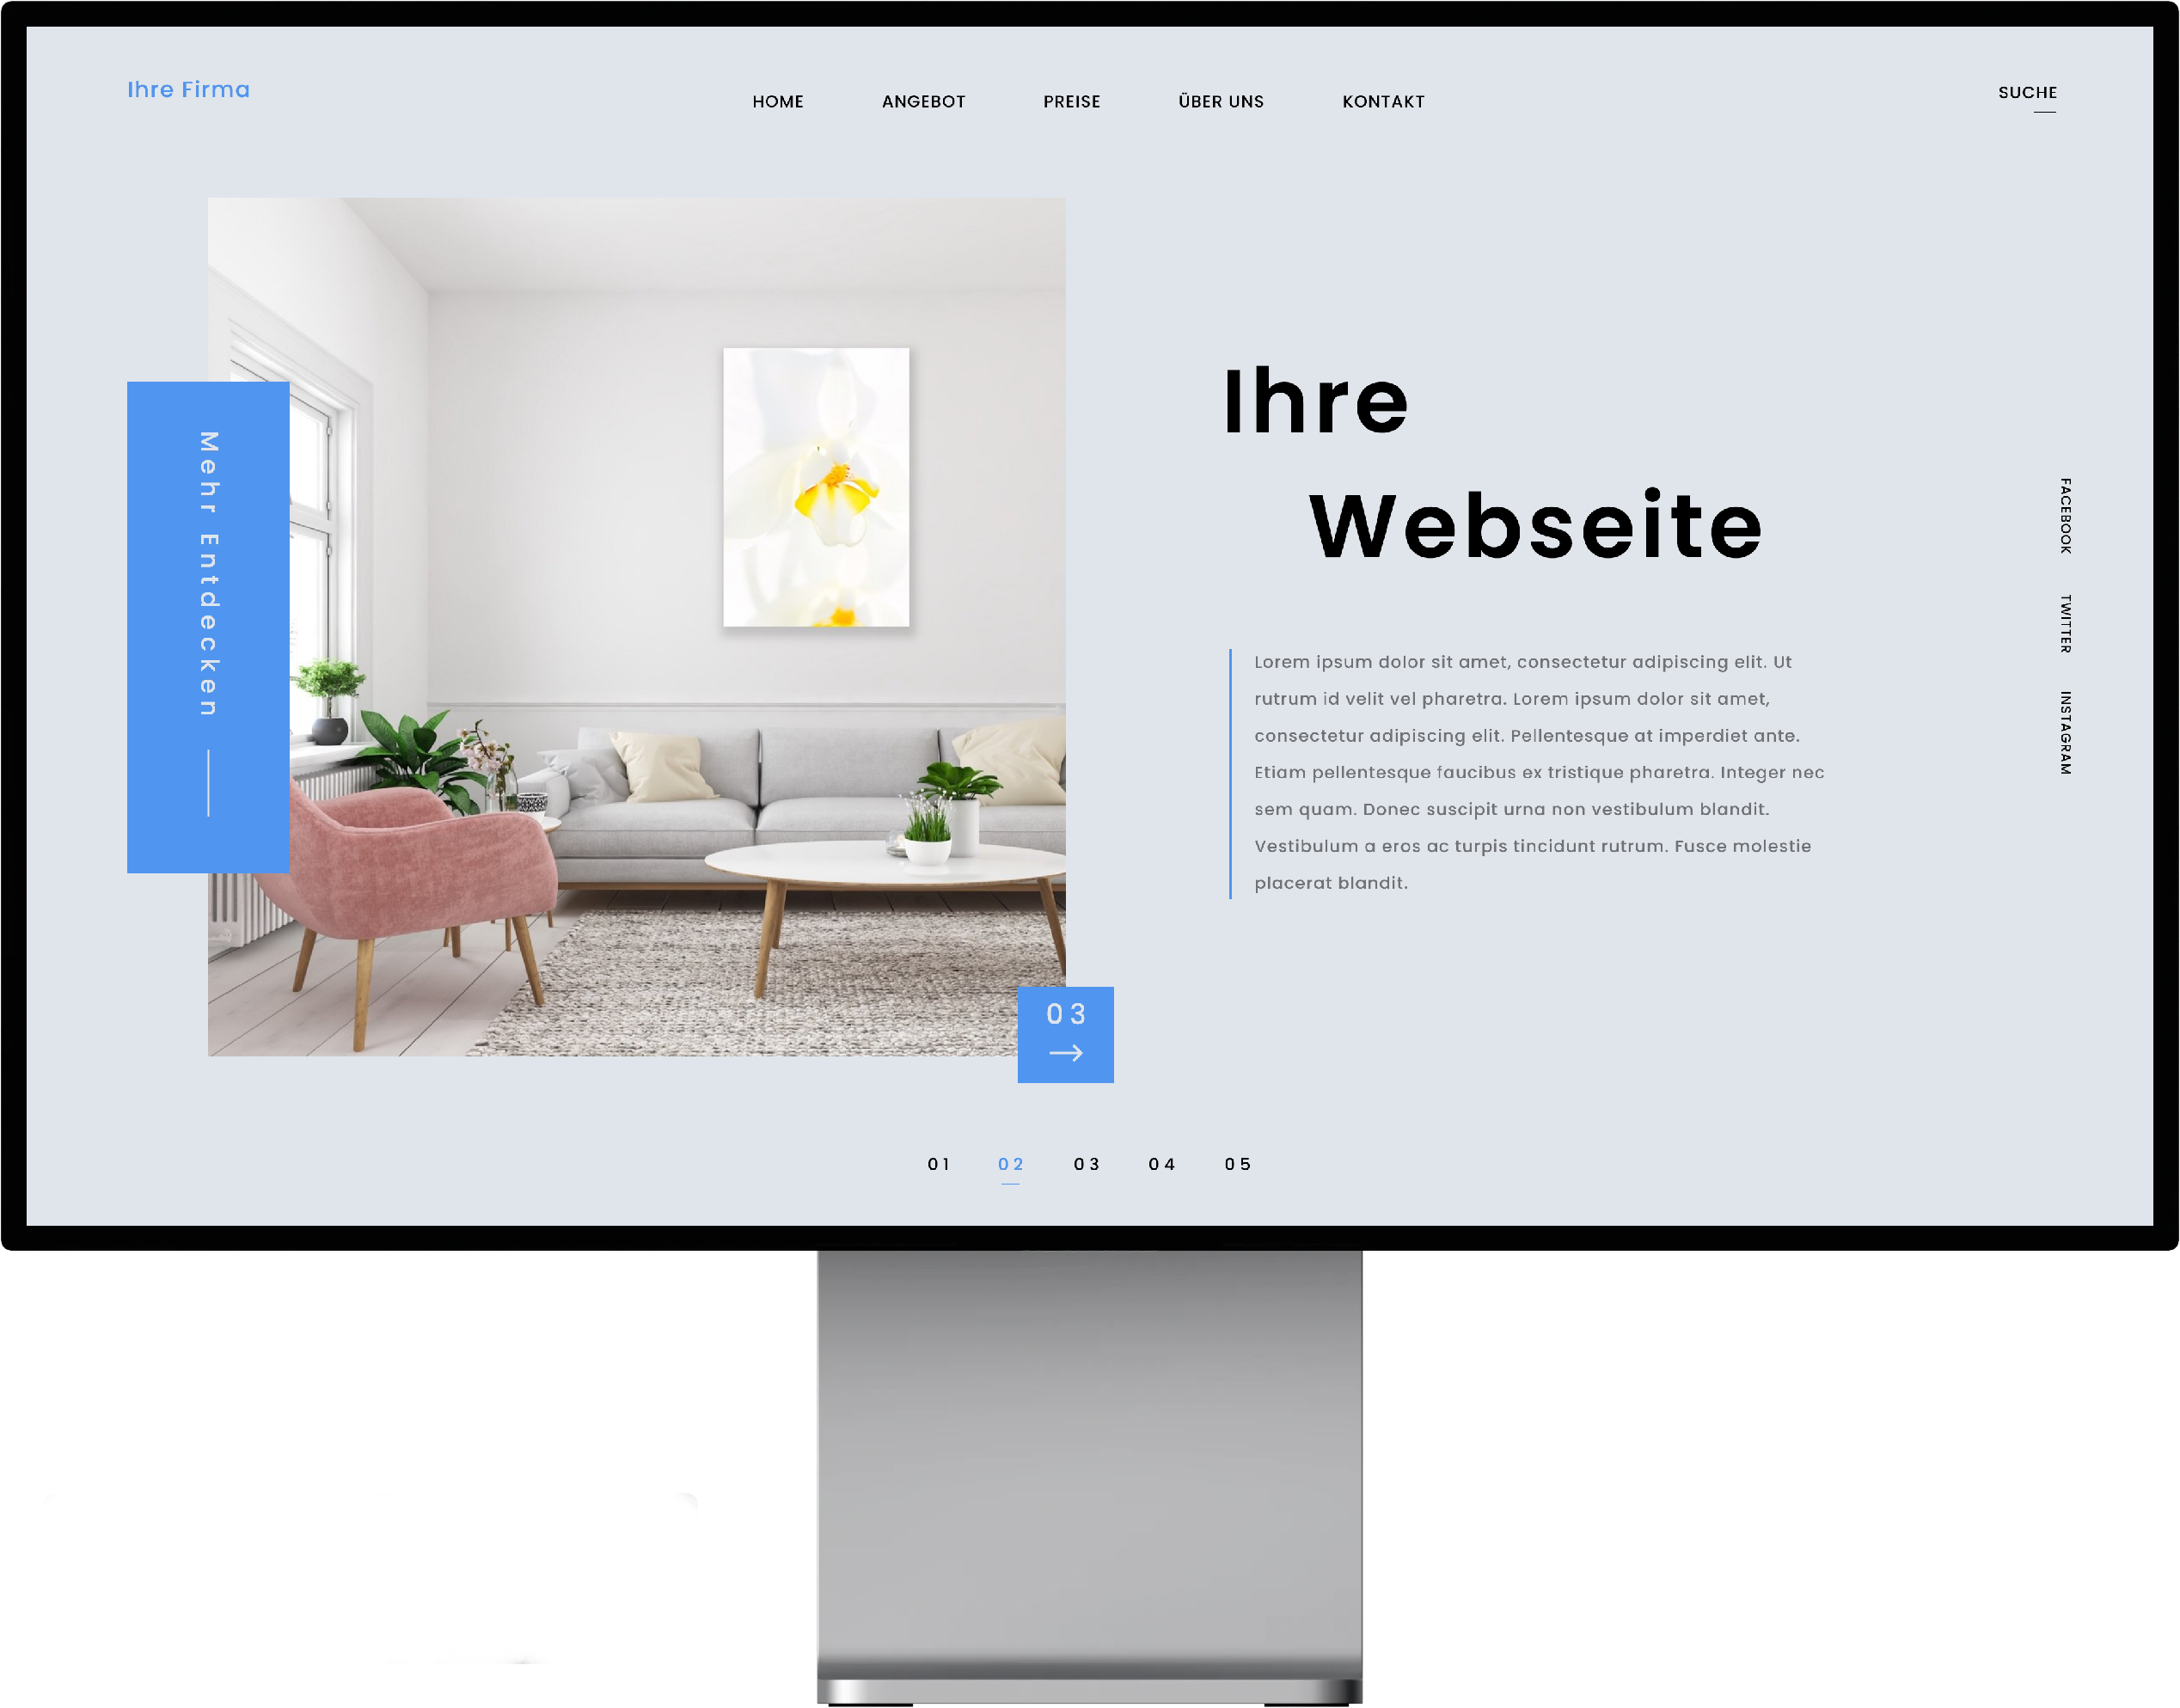 Ihre Firma
HOME ANGEBOT PREISE ÜBER UNS KONTAKT
SUCHE
Mehr Entdecken
Ihre
Webseite
Lorem ipsum dolor sit amet, consectetur adipiscing elit. Ut
rutrum id velit vel pharetra. Lorem ipsum dolor sit amet,
consectetur adipiscing elit. Pellentesque at imperdiet ante.
Etiam pellentesque faucibus ex tristique pharetra. Integer nec
sem quam. Donec suscipit urna non vestibulum blandit.
Vestibulum a eros ac turpis tincidunt rutrum. Fusce molestie
placerat blandit.
FACEBOOK
TWITTER
INSTAGRAM
03
01 02 03 04 05